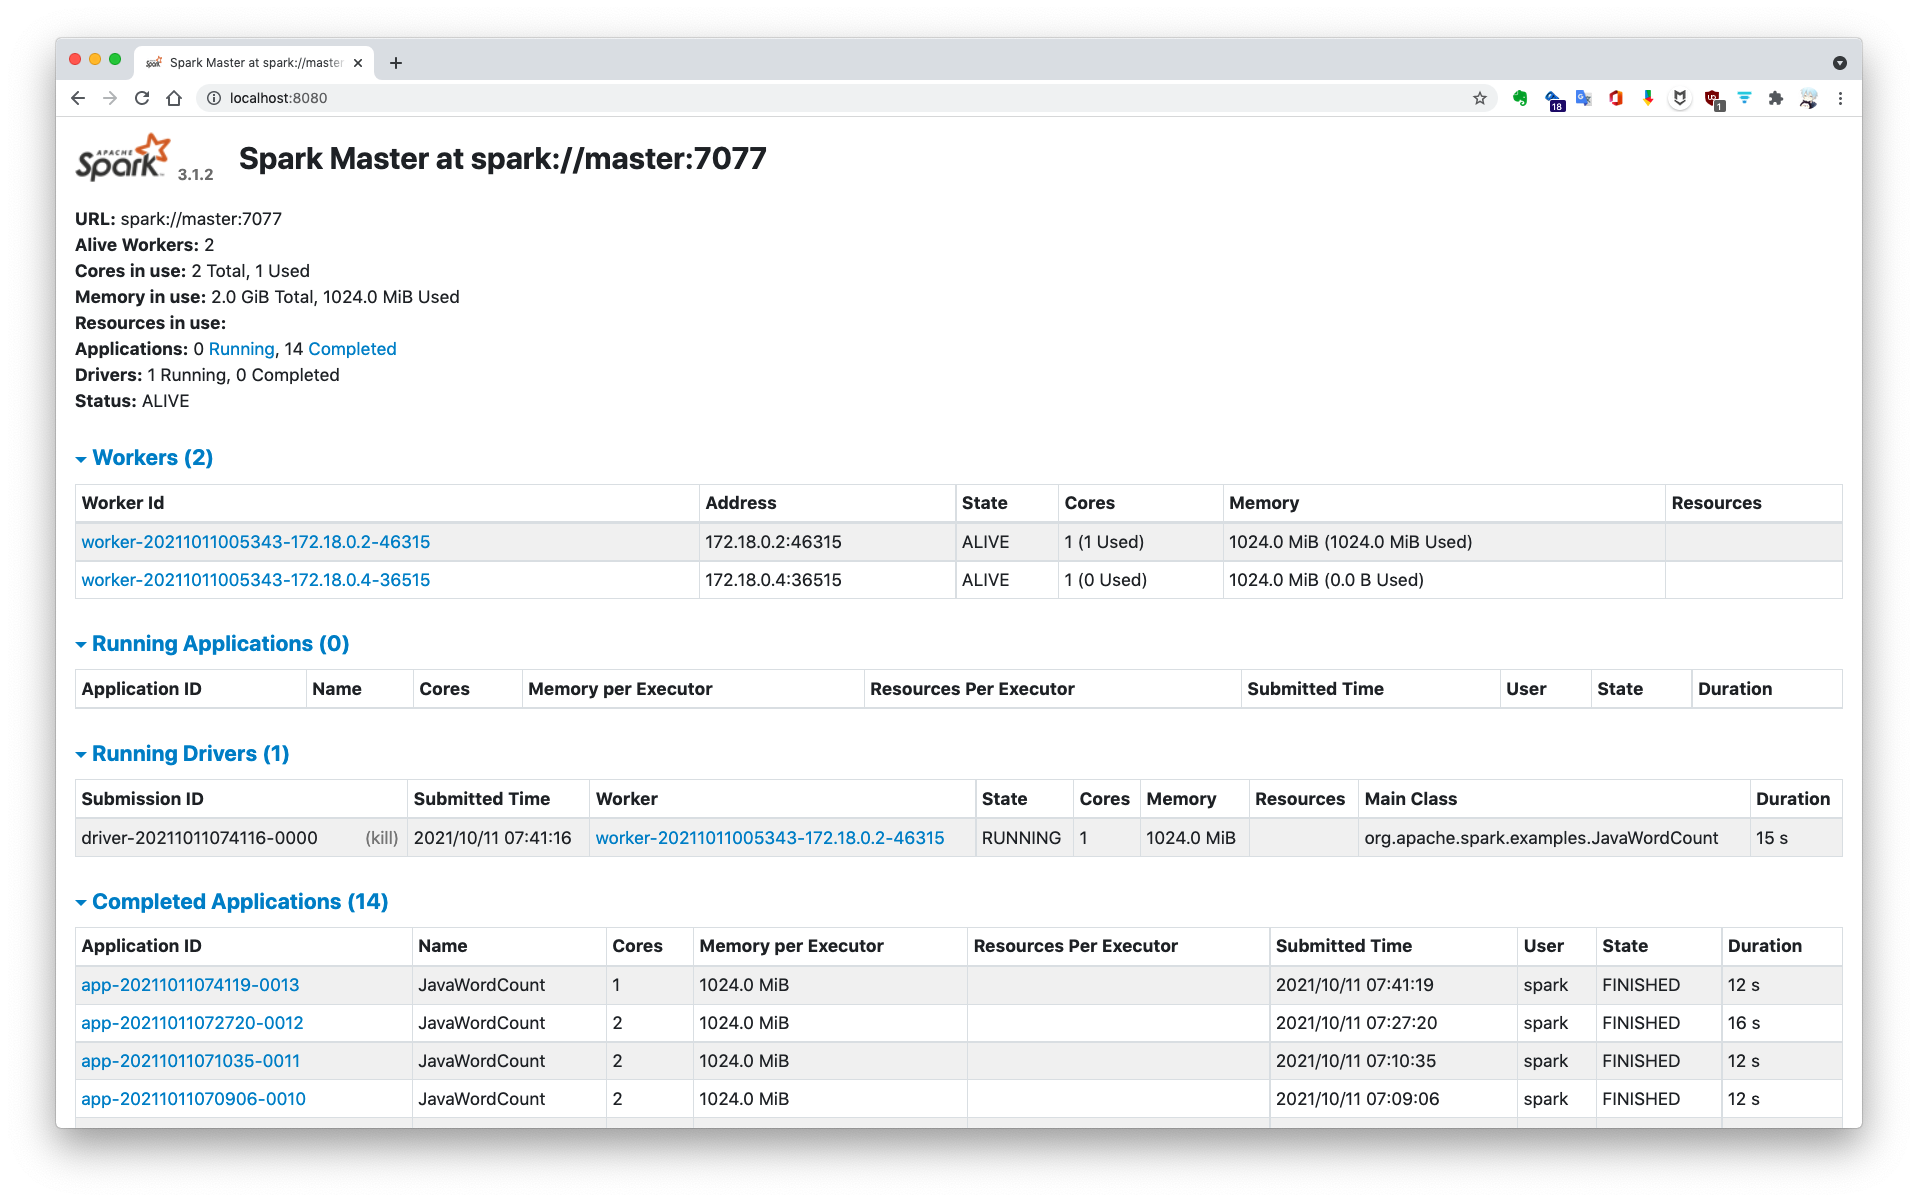 Spark Master at spark://master
localhost:8080
18
1
APACHE
Spark 3.1.2 Spark Master at spark://master:7077
URL: spark://master:7077
Alive Workers: 2
Cores in use: 2 Total, 1 Used
Memory in use: 2.0 GiB Total, 1024.0 MiB Used
Resources in use:
Applications: 0 Running, 14 Completed
Drivers: 1 Running, 0 Completed
Status: ALIVE
Workers (2)
Worker Id Address State Cores Memory Resources
worker-20211011005343-172.18.0.2-46315 172.18.0.2:46315 ALIVE 1 (1 Used) 1024.0 MiB (1024.0 MiB Used)
worker-20211011005343-172.18.0.4-36515 172.18.0.4:36515 ALIVE 1 (0 Used) 1024.0 MiB (0.0 B Used)
Running Applications (0)
Application ID Name Cores Memory per Executor Resources Per Executor Submitted Time User State Duration
Running Drivers (1)
Submission ID Submitted Time Worker State Cores Memory Resources Main Class Duration
driver-20211011074116-0000 (kill) 2021/10/11 07:41:16 worker-20211011005343-172.18.0.2-46315 RUNNING 1 1024.0 MiB org.apache.spark.examples.JavaWordCount 15 s
Completed Applications (14)
Application ID Name Cores Memory per Executor Resources Per Executor Submitted Time User State Duration
app-20211011074119-0013 JavaWordCount 1 1024.0 MiB 2021/10/11 07:41:19 spark FINISHED 12 s
app-20211011072720-0012 JavaWordCount 2 1024.0 MiB 2021/10/11 07:27:20 spark FINISHED 16 s
app-20211011071035-0011 JavaWordCount 2 1024.0 MiB 2021/10/11 07:10:35 spark FINISHED 12 s
app-20211011070906-0010 JavaWordCount 2 1024.0 MiB 2021/10/11 07:09:06 spark FINISHED 12 s